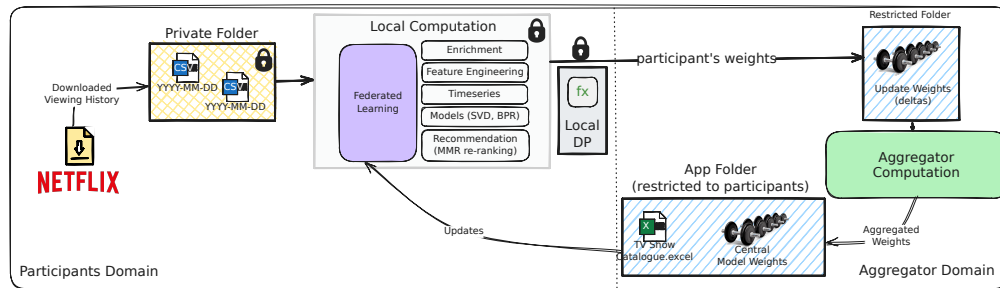 Downloaded
Viewing History
NETFLIX
Private Folder
CSV
YYYY-MM-DD
CSV
YYYY-MM-DD
Local Computation
Federated
Learning
Enrichment
Feature Engineering
Timeseries
Models (SVD, BPR)
Recommendation
(MMR re-ranking)
fx
Local
DP
participant's weights
Restricted Folder
Update Weights
(deltas)
Aggregator
Computation
Aggregated
Weights
App Folder
(restricted to participants)
X
TV Show
Catalogue.excel
Central
Model Weights
Updates
Participants Domain
Aggregator Domain